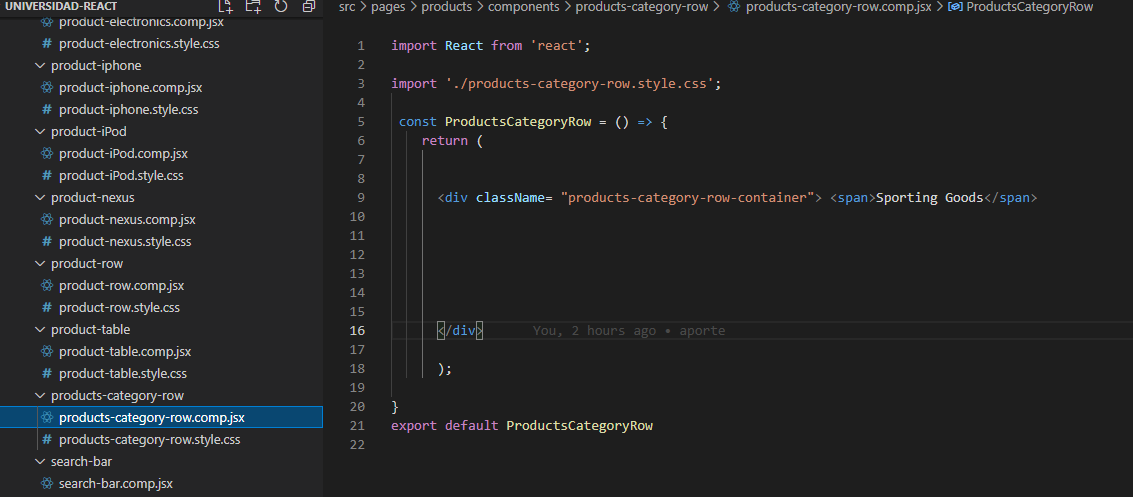 UNIVERSIDAD-REACT
product-electronics.comp.jsx
# product-electronics.style.css
product-iphone
product-iphone.comp.jsx
# product-iphone.style.css
product-iPod
product-iPod.comp.jsx
# product-iPod.style.css
product-nexus
product-nexus.comp.jsx
# product-nexus.style.css
product-row
product-row.comp.jsx
# product-row.style.css
product-table
product-table.comp.jsx
# product-table.style.css
products-category-row
products-category-row.comp.jsx
# products-category-row.style.css
search-bar
search-bar.comp.jsx
src > pages > products > components > products-category-row > products-category-row.comp.jsx > ProductsCategoryRow
1 import React from 'react';
2
3 import './products-category-row.style.css';
4
5 const ProductsCategoryRow = () => {
6 return (
7
8
9 <div className= "products-category-row-container"> <span>Sporting Goods</span>
10
11
12
13
14
15
16 </div> You, 2 hours ago • aporte
17
18 );
19
20 }
21 export default ProductsCategoryRow
22